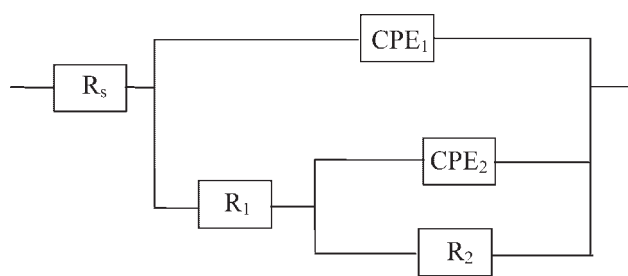 CPE₁
Rₛ
CPE₂
R₁
R₂